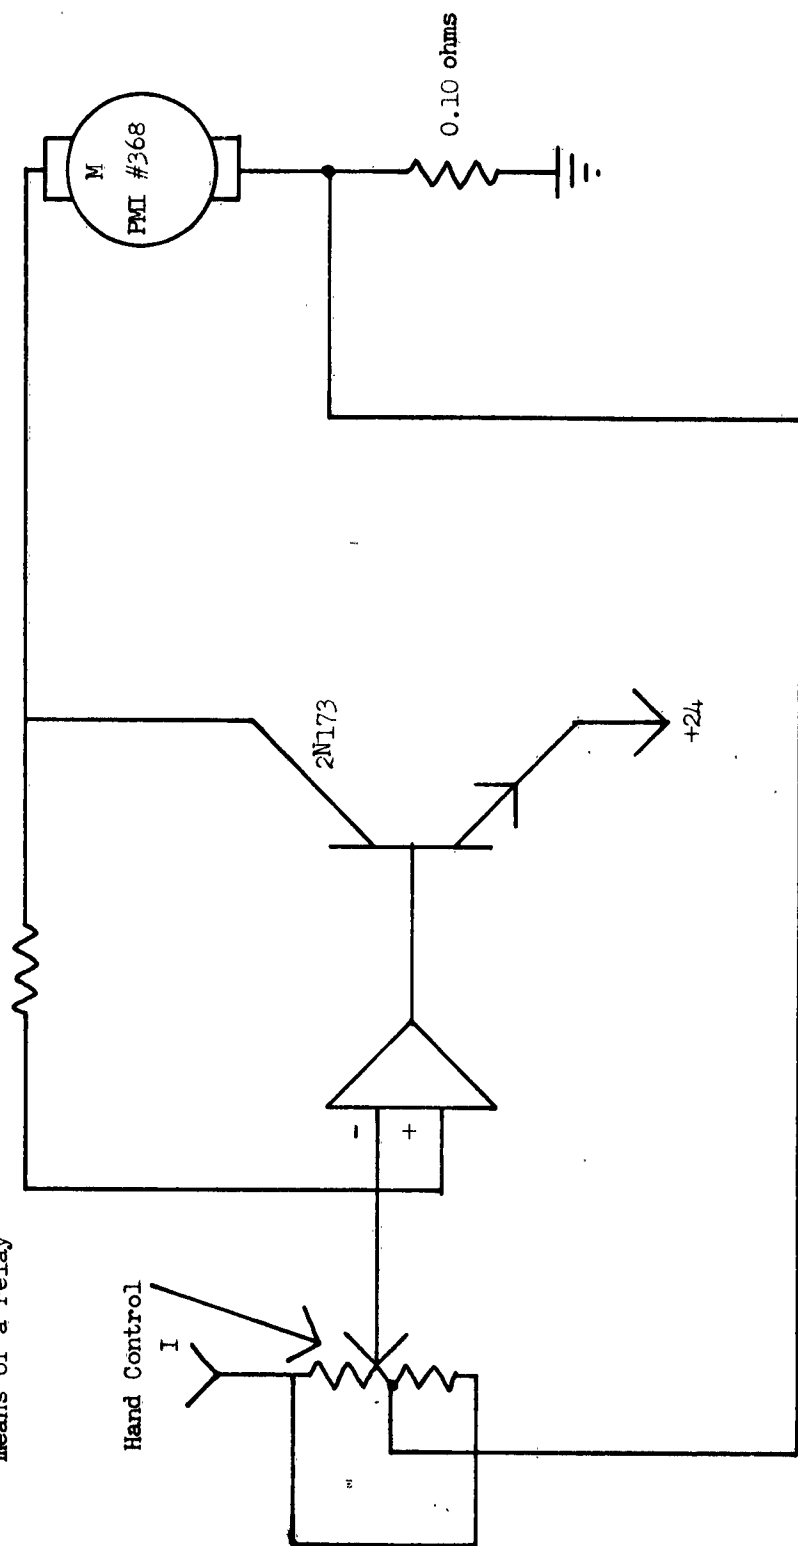 means of a relay
Hand Control
I
-
+
2N173
+24
M
PMI #368
0.10 ohms